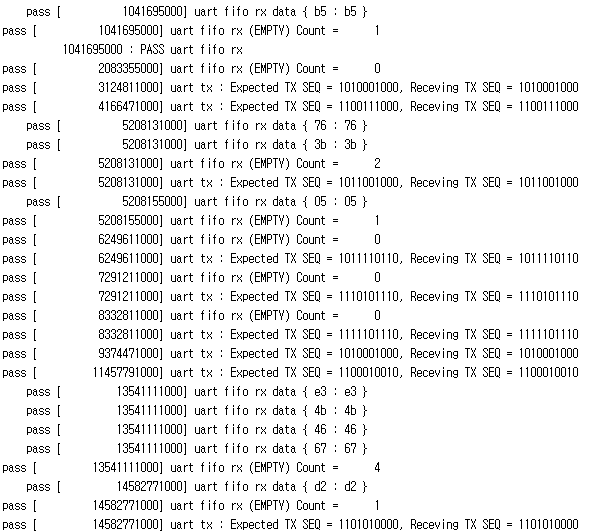 pass [ 1041695000] uart fifo rx data { b5 : b5 }
pass [ 1041695000] uart fifo rx (EMPTY) Count = 1
1041695000 : PASS uart fifo rx
pass [ 2083355000] uart fifo rx (EMPTY) Count = 0
pass [ 3124811000] uart tx : Expected TX SEQ = 1010001000, Receving TX SEQ = 1010001000
pass [ 4166471000] uart tx : Expected TX SEQ = 1100111000, Receving TX SEQ = 1100111000
pass [ 5208131000] uart fifo rx data { 76 : 76 }
pass [ 5208131000] uart fifo rx data { 3b : 3b }
pass [ 5208131000] uart fifo rx (EMPTY) Count = 2
pass [ 5208131000] uart tx : Expected TX SEQ = 1011001000, Receving TX SEQ = 1011001000
pass [ 5208155000] uart fifo rx data { 05 : 05 }
pass [ 5208155000] uart fifo rx (EMPTY) Count = 1
pass [ 6249611000] uart fifo rx (EMPTY) Count = 0
pass [ 6249611000] uart tx : Expected TX SEQ = 1011110110, Receving TX SEQ = 1011110110
pass [ 7291211000] uart fifo rx (EMPTY) Count = 0
pass [ 7291211000] uart tx : Expected TX SEQ = 1110101110, Receving TX SEQ = 1110101110
pass [ 8332811000] uart fifo rx (EMPTY) Count = 0
pass [ 8332811000] uart tx : Expected TX SEQ = 1111101110, Receving TX SEQ = 1111101110
pass [ 9374471000] uart tx : Expected TX SEQ = 1010001000, Receving TX SEQ = 1010001000
pass [ 11457791000] uart tx : Expected TX SEQ = 1100010010, Receving TX SEQ = 1100010010
pass [ 13541111000] uart fifo rx data { e3 : e3 }
pass [ 13541111000] uart fifo rx data { 4b : 4b }
pass [ 13541111000] uart fifo rx data { 46 : 46 }
pass [ 13541111000] uart fifo rx data { 67 : 67 }
pass [ 13541111000] uart fifo rx (EMPTY) Count = 4
pass [ 14582771000] uart fifo rx data { d2 : d2 }
pass [ 14582771000] uart fifo rx (EMPTY) Count = 1
pass [ 14582771000] uart tx : Expected TX SEQ = 1101010000, Receving TX SEQ = 1101010000